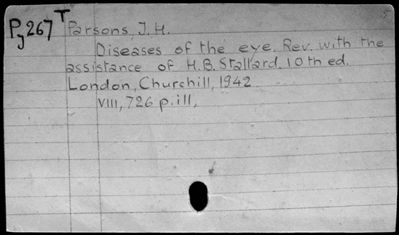 Pj267 T Parsons, J. H.
Diseases of the eye. Rev. with the
assistance of H.B. Stallard. 10th ed.
London, Churchill, 1942
VIII, 726 p. ill,